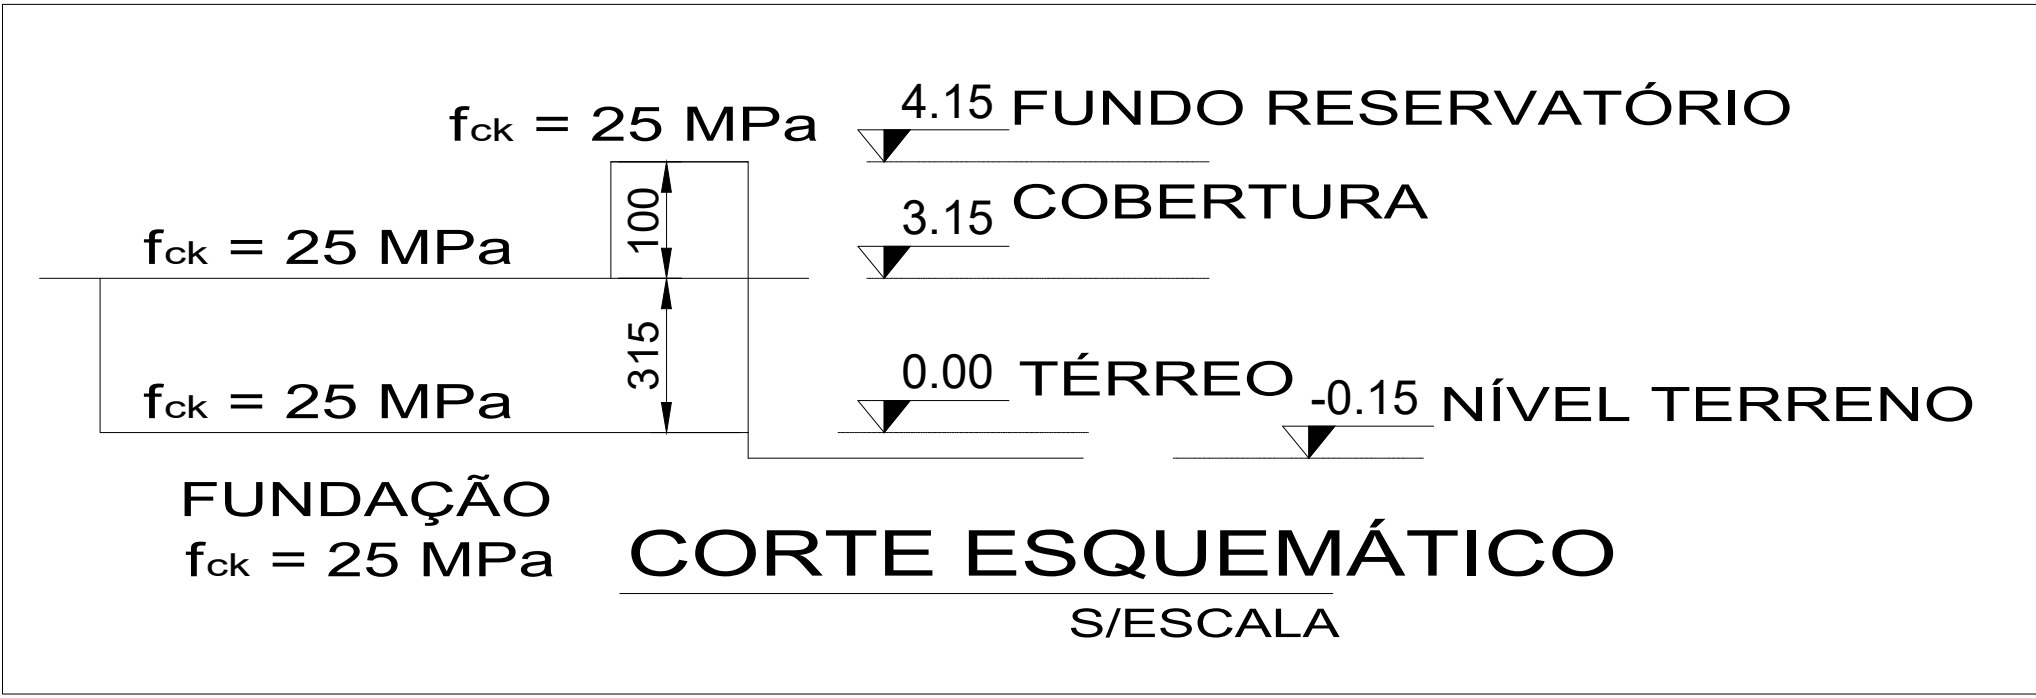 4.15 FUNDO RESERVATÓRIO
fck = 25 MPa
100
3.15 COBERTURA
fck = 25 MPa
315
0.00 TÉRREO
-0.15 NÍVEL TERRENO
fck = 25 MPa
FUNDAÇÃO
fck = 25 MPa
CORTE ESQUEMÁTICO
S/ESCALA